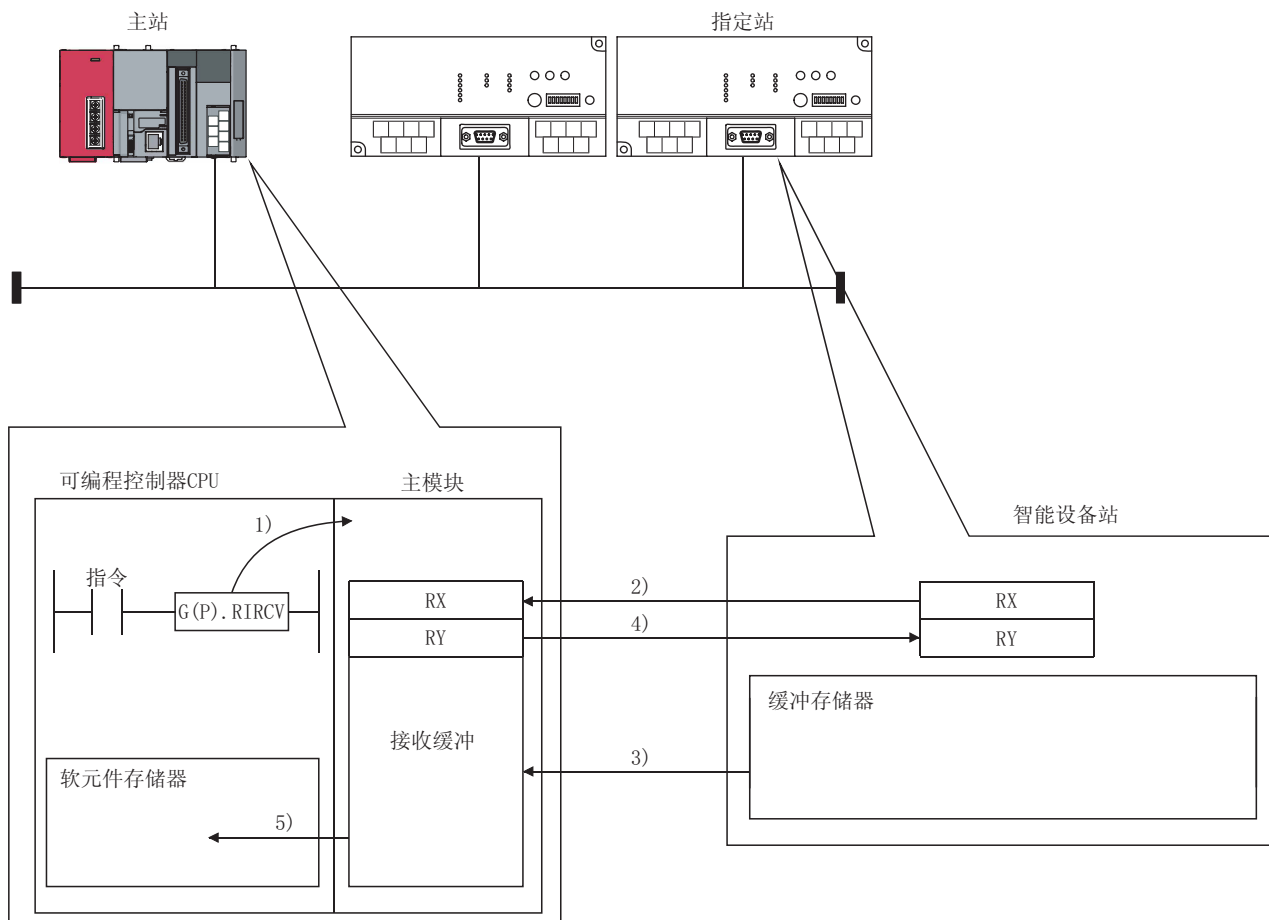 主站
指定站
可编程控制器CPU
主模块
智能设备站
1)
指令
G(P).RIRCV
RX
2)
RX
RY
4)
RY
缓冲存储器
接收缓冲
3)
软元件存储器
5)